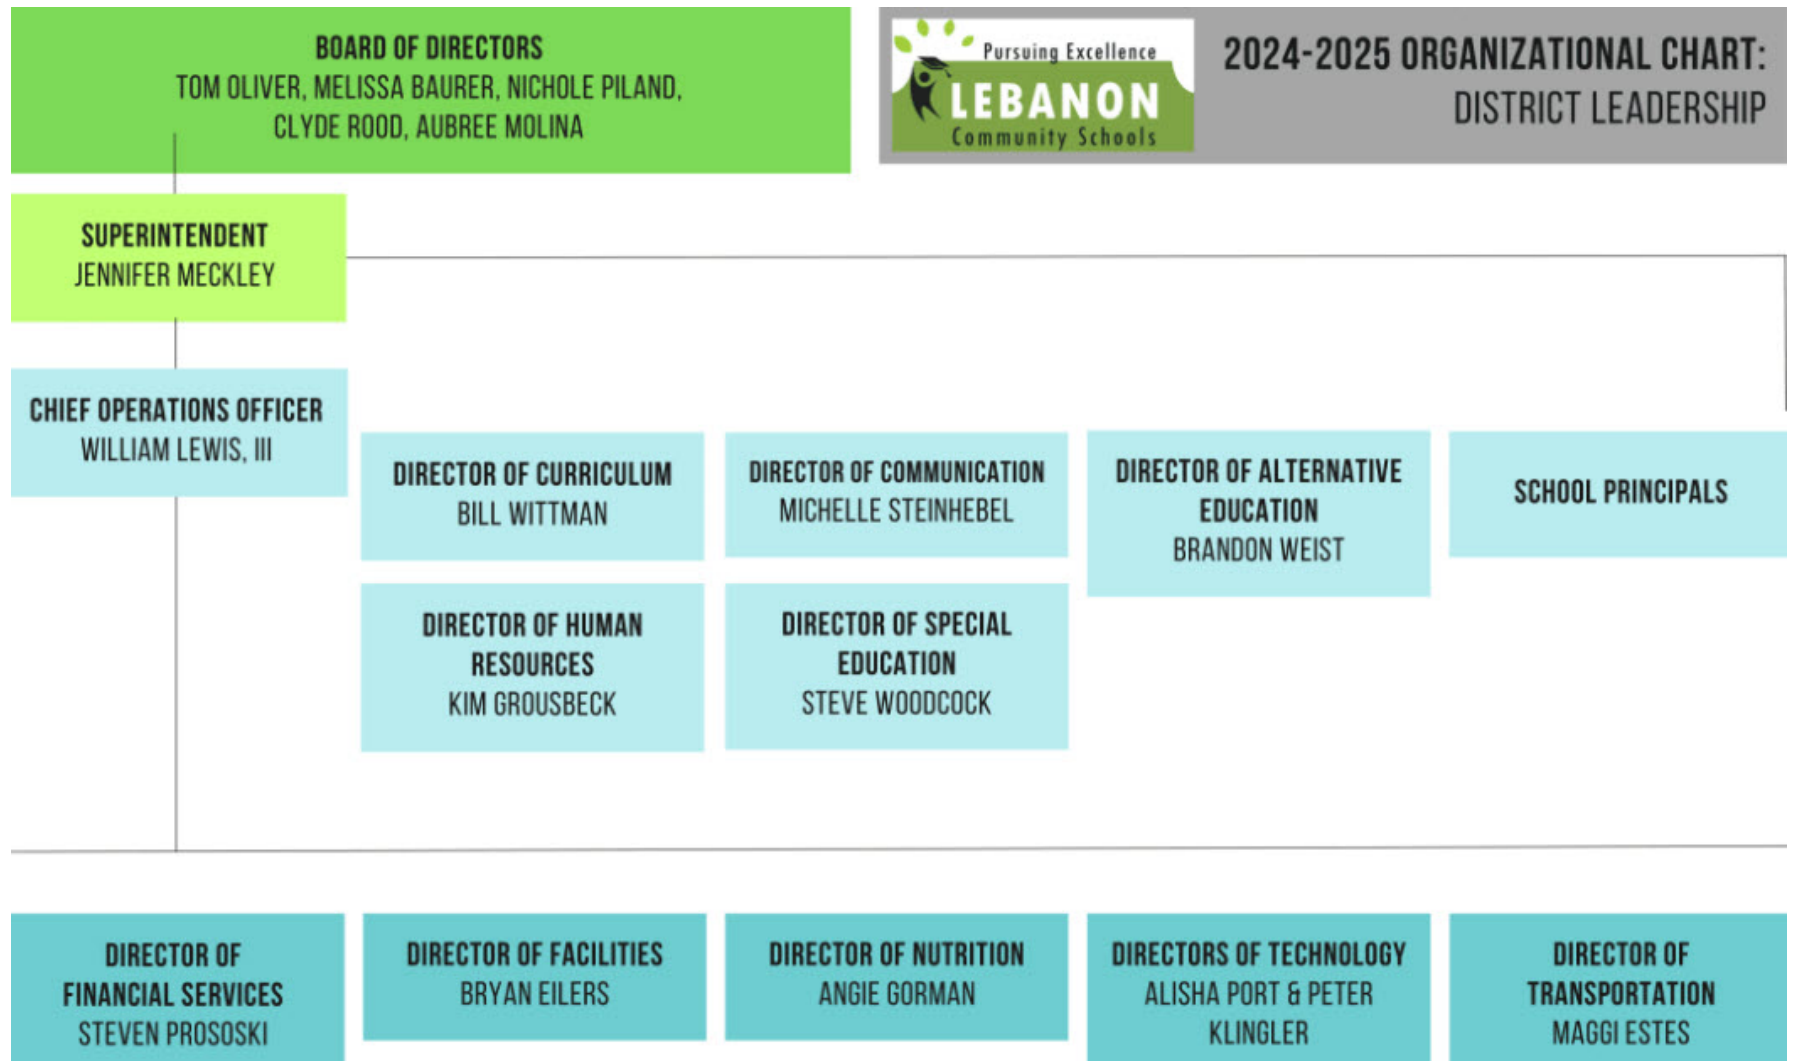 BOARD OF DIRECTORS
TOM OLIVER, MELISSA BAURER, NICHOLE PILAND,
CLYDE ROOD, AUBREE MOLINA
Pursuing Excellence
LEBANON
Community Schools
2024-2025 ORGANIZATIONAL CHART:
DISTRICT LEADERSHIP
SUPERINTENDENT
JENNIFER MECKLEY
CHIEF OPERATIONS OFFICER
WILLIAM LEWIS, III
DIRECTOR OF CURRICULUM
BILL WITTMAN
DIRECTOR OF COMMUNICATION
MICHELLE STEINHEBEL
DIRECTOR OF ALTERNATIVE
EDUCATION
BRANDON WEIST
SCHOOL PRINCIPALS
DIRECTOR OF HUMAN
RESOURCES
KIM GROUSBECK
DIRECTOR OF SPECIAL
EDUCATION
STEVE WOODCOCK
DIRECTOR OF
FINANCIAL SERVICES
STEVEN PROSOSKI
DIRECTOR OF FACILITIES
BRYAN EILERS
DIRECTOR OF NUTRITION
ANGIE GORMAN
DIRECTORS OF TECHNOLOGY
ALISHA PORT & PETER
KLINGLER
DIRECTOR OF
TRANSPORTATION
MAGGI ESTES